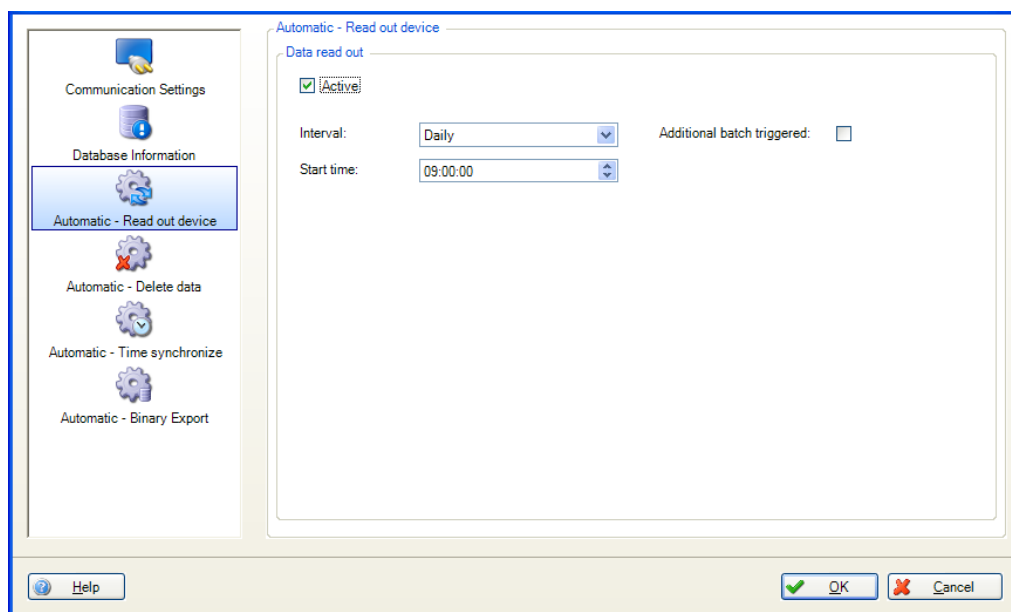 Communication Settings
Database Information
Automatic - Read out device
Automatic - Delete data
Automatic - Time synchronize
Automatic - Binary Export
Automatic - Read out device
Data read out
Active
Interval: Daily Additional batch triggered:
Start time: 09:00:00
Help OK Cancel